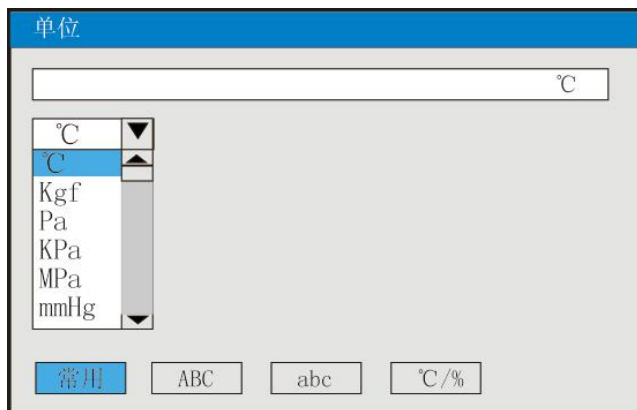 单位
℃
℃
℃
Kgf
Pa
KPa
MPa
mmHg
常用 ABC abc ℃/%